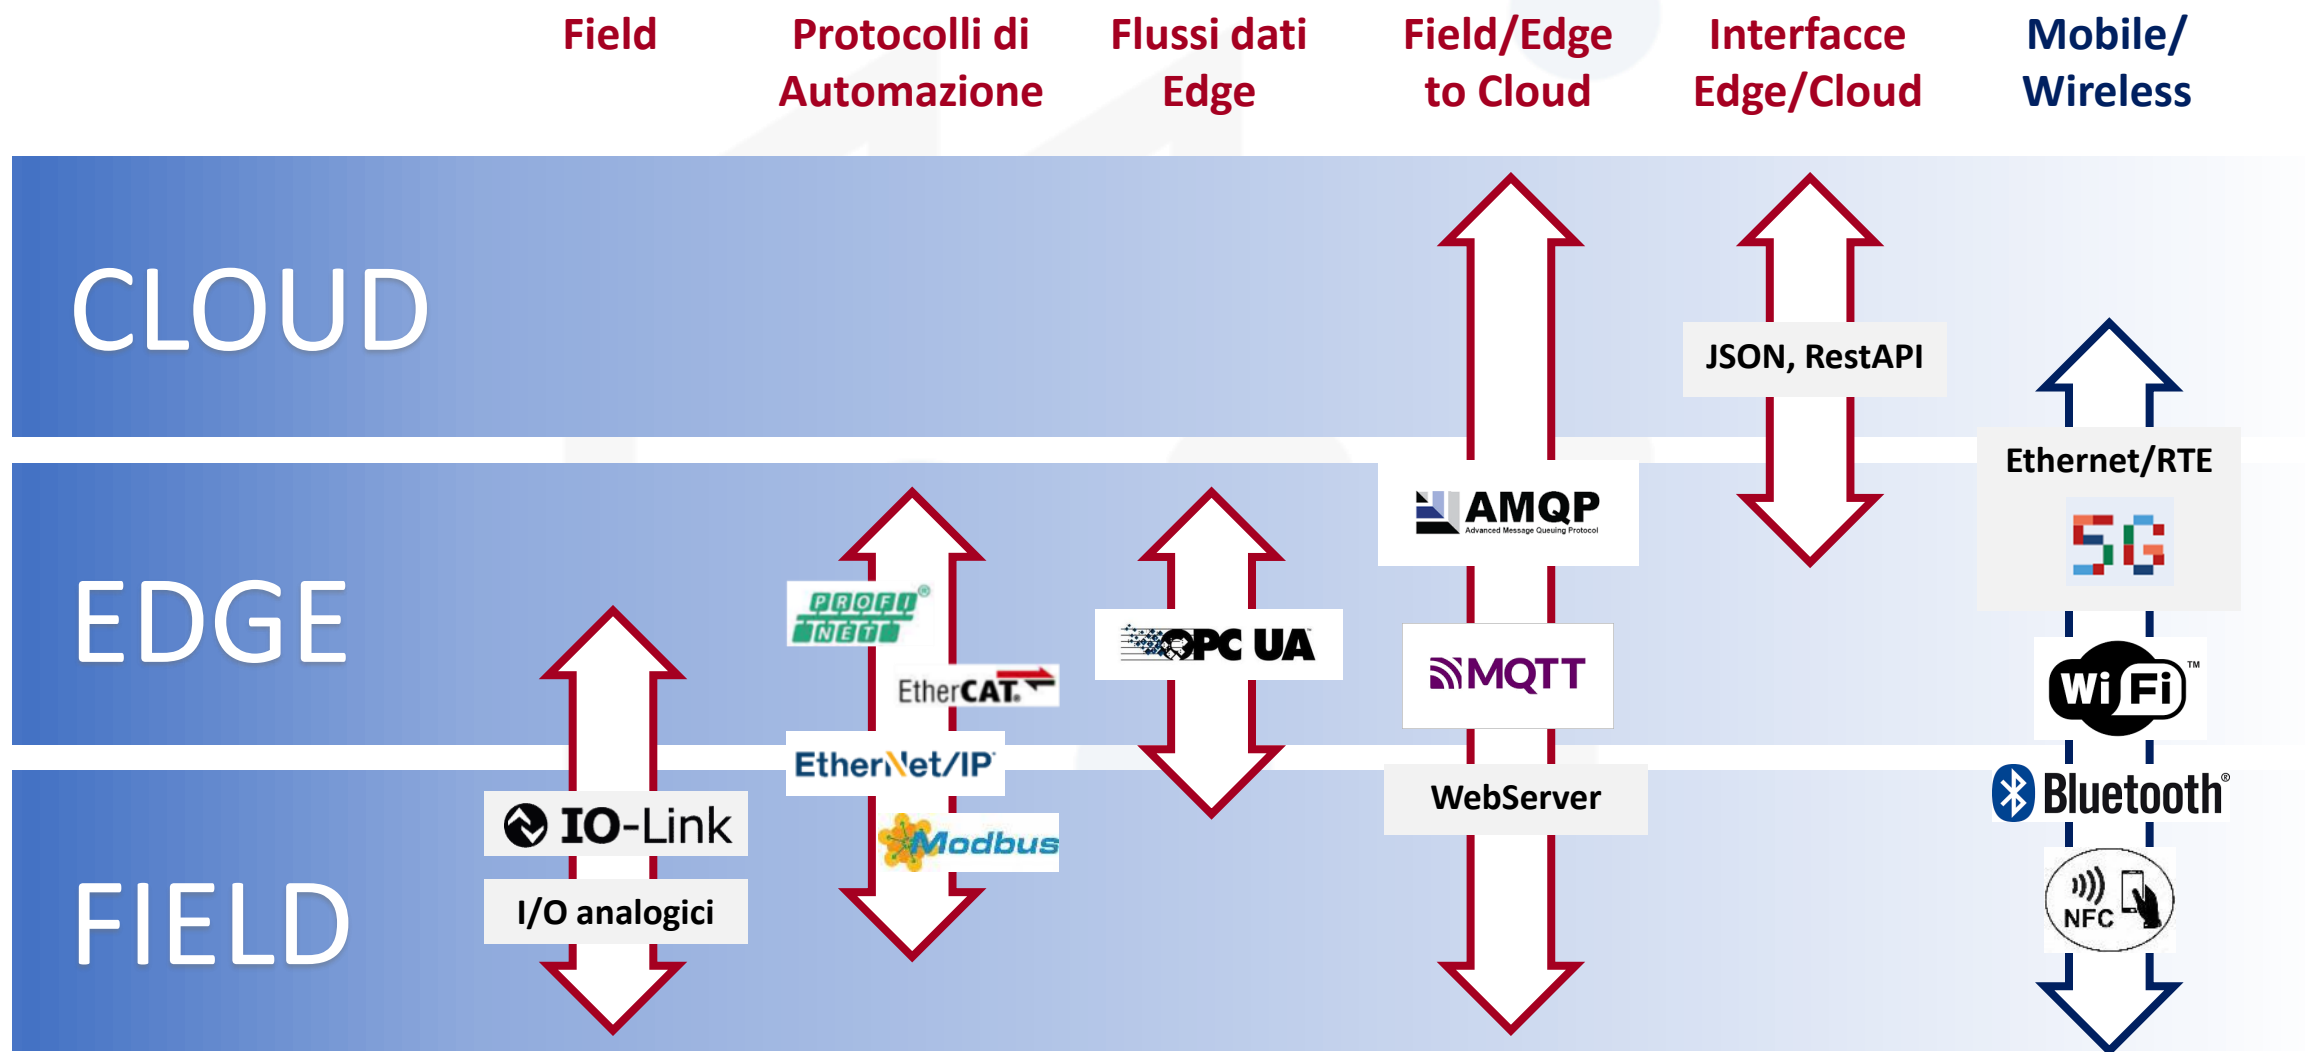 Field
Protocolli di
Automazione
Flussi dati
Edge
Field/Edge
to Cloud
Interfacce
Edge/Cloud
Mobile/
Wireless
CLOUD
JSON, RestAPI
EDGE
PROFI
NET®
EtherCAT®
EtherNet/IP
OPC UA
AMQP
Advanced Message Queuing Protocol
MQTT
Ethernet/RTE
5G
Wi Fi™
FIELD
IO-Link
I/O analogici
Modbus
WebServer
Bluetooth®
NFC